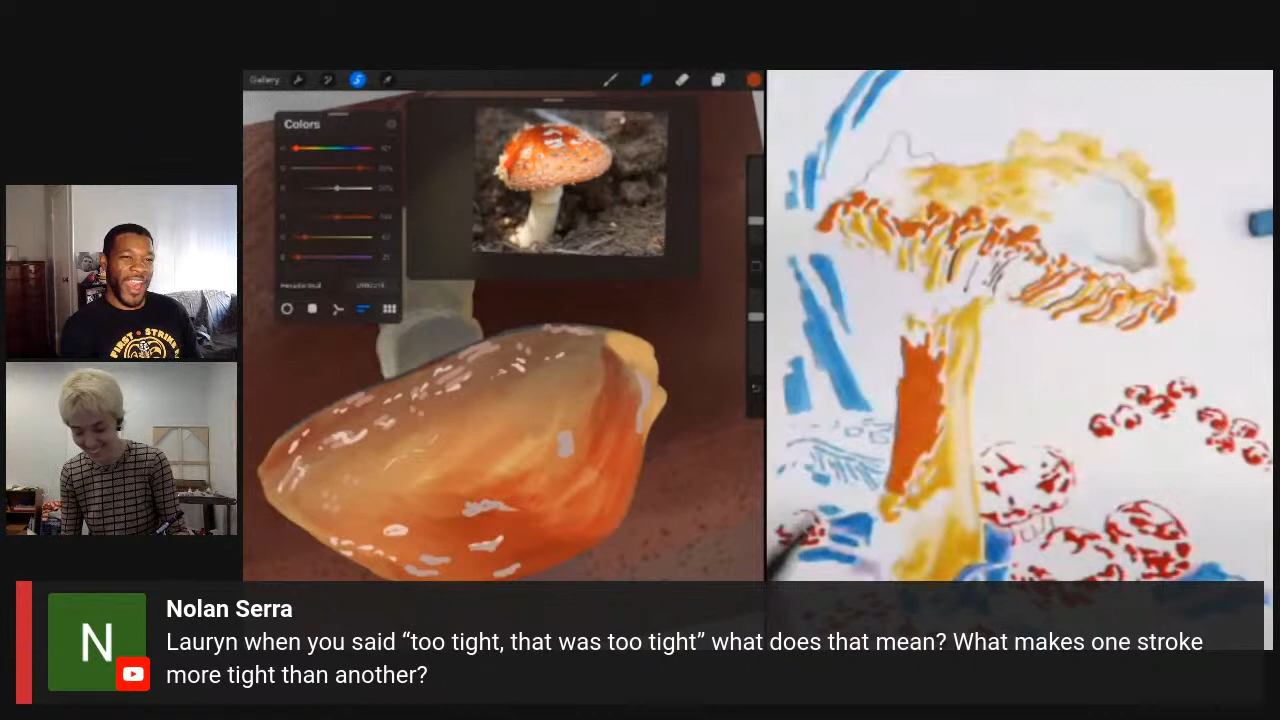 Gallery
Colors
Hexadecimal
FIRST • STRIKE
N
Nolan Serra
Lauryn when you said “too tight, that was too tight” what does that mean? What makes one stroke
more tight than another?